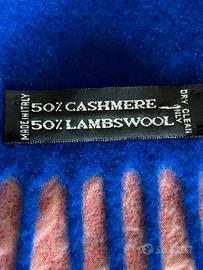 MADE IN ITALY
50% CASHMERE
50% LAMBSWOOL
DRY CLEAN
ONLY